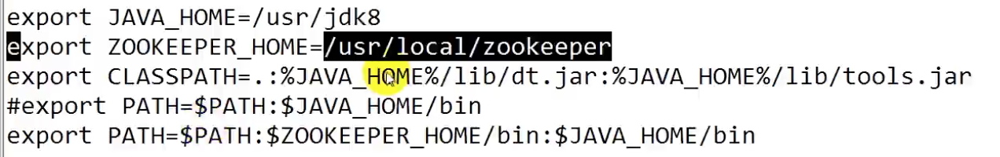 export JAVA_HOME=/usr/jdk8
export ZOOKEEPER_HOME=/usr/local/zookeeper
export CLASSPATH=.:%JAVA_HOME%/lib/dt.jar:%JAVA_HOME%/lib/tools.jar
#export PATH=$PATH:$JAVA_HOME/bin
export PATH=$PATH:$ZOOKEEPER_HOME/bin:$JAVA_HOME/bin